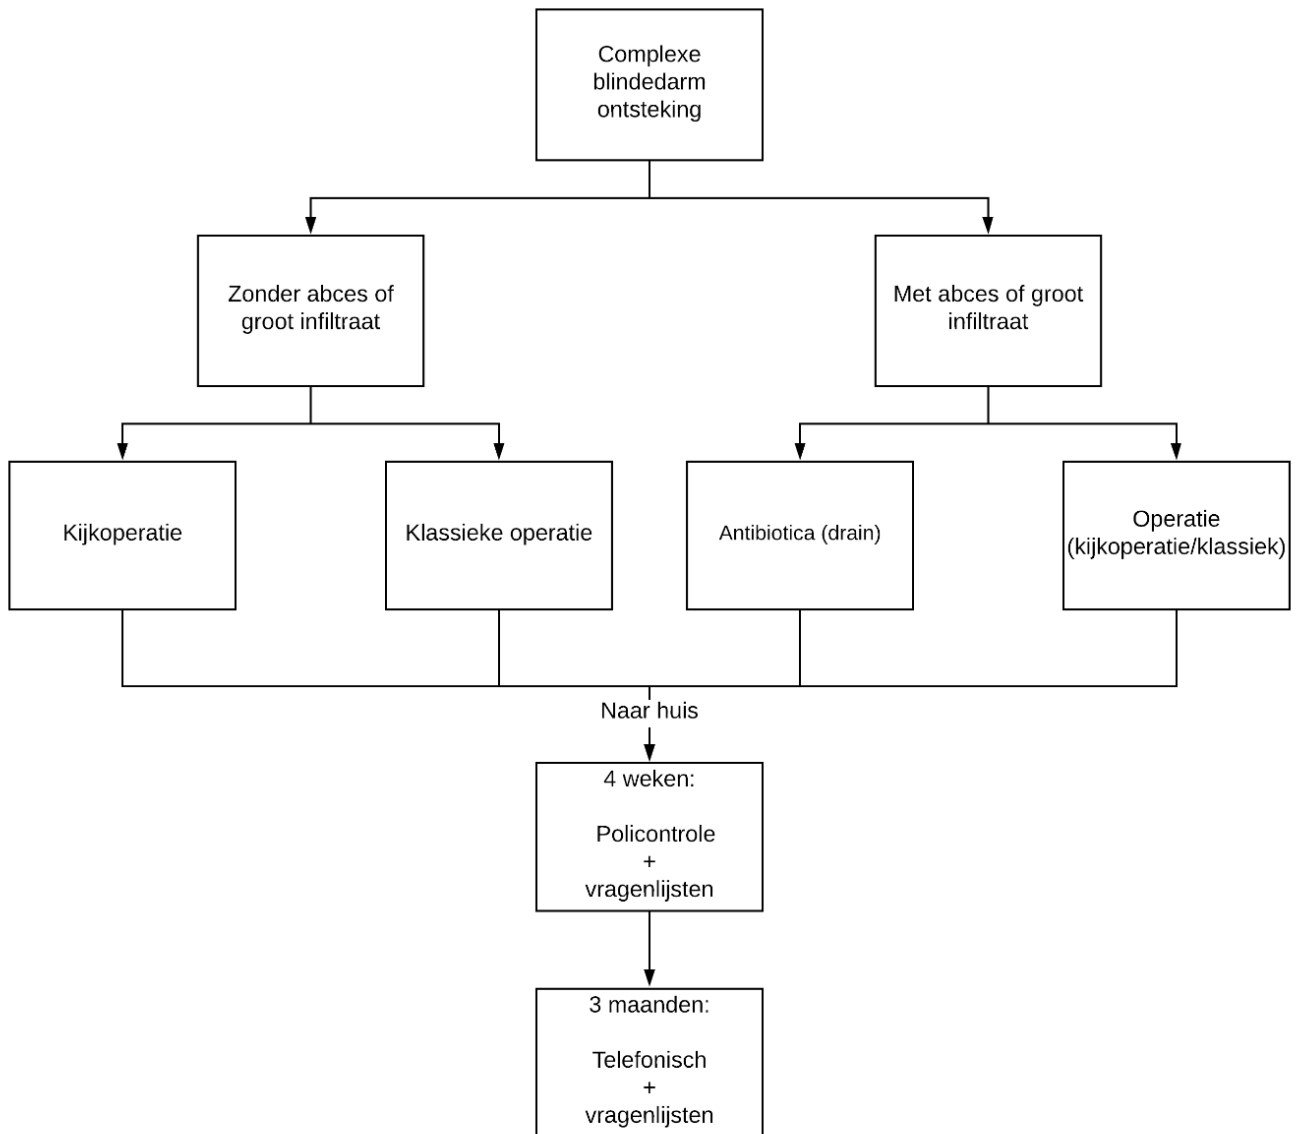 Complexe
blindedarm
ontsteking
Zonder abces of
groot infiltraat
Met abces of groot
infiltraat
Kijkoperatie
Klassieke operatie
Antibiotica (drain)
Operatie
(kijkoperatie/klassiek)
Naar huis
4 weken:
Policontrole
+
vragenlijsten
3 maanden:
Telefonisch
+
vragenlijsten